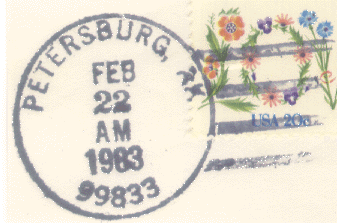 PETERSBURG, AK
FEB
22
AM
1983
99833
USA 20c